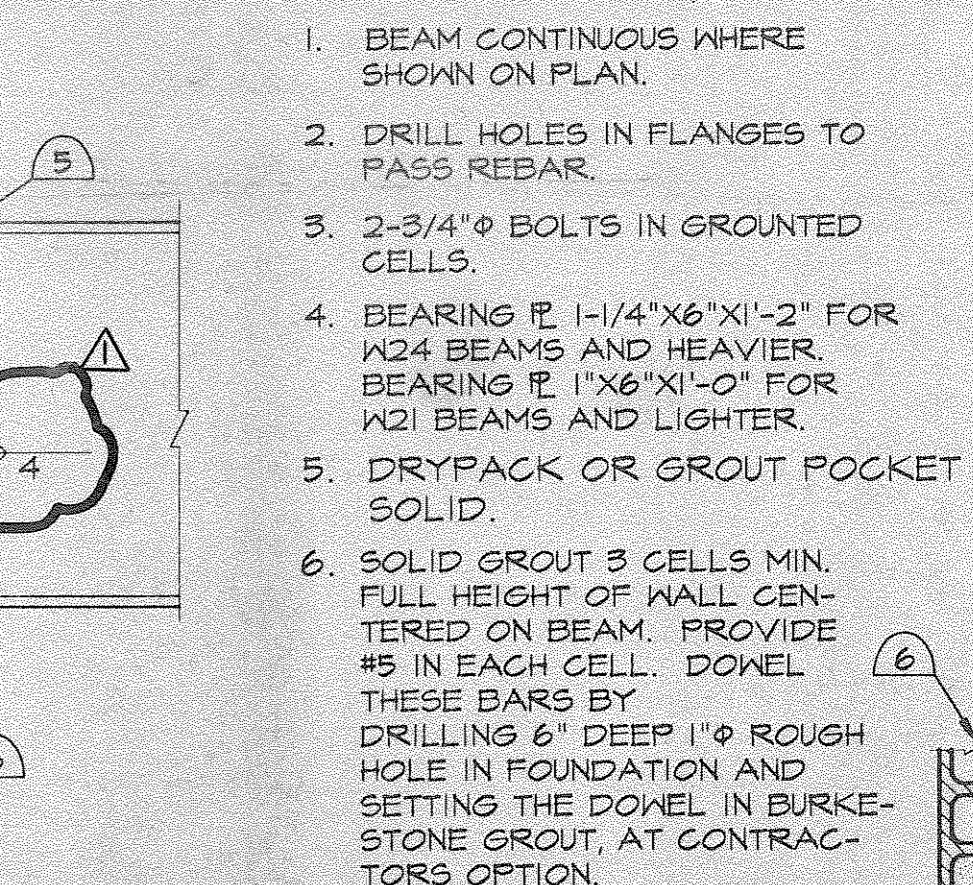 1. BEAM CONTINUOUS WHERE
SHOWN ON PLAN.
2. DRILL HOLES IN FLANGES TO
PASS REBAR.
3. 2-3/4"Φ BOLTS IN GROUNTED
CELLS.
4. BEARING ℄ 1-1/4"X6"X1'-2" FOR
W24 BEAMS AND HEAVIER.
BEARING ℄ 1"X6"X1'-0" FOR
W21 BEAMS AND LIGHTER.
5. DRYPACK OR GROUT POCKET
SOLID.
6. SOLID GROUT 3 CELLS MIN.
FULL HEIGHT OF WALL CEN-
TERED ON BEAM. PROVIDE
#5 IN EACH CELL. DOWEL
THESE BARS BY
DRILLING 6" DEEP 1"Φ ROUGH
HOLE IN FOUNDATION AND
SETTING THE DOWEL IN BURKE-
STONE GROUT, AT CONTRAC-
TORS OPTION.
5
1
4
6